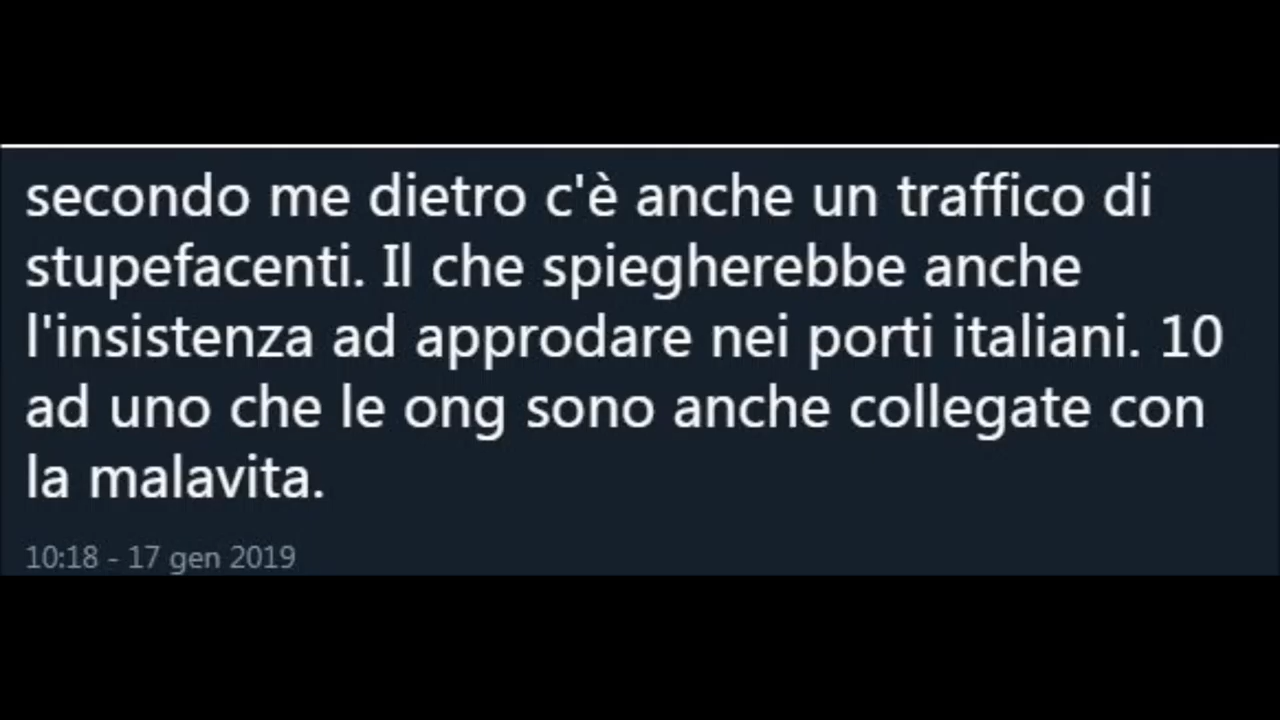 secondo me dietro c'è anche un traffico di
stupefacenti. Il che spiegherebbe anche
l'insistenza ad approdare nei porti italiani. 10
ad uno che le ong sono anche collegate con
la malavita.
10:18 - 17 gen 2019